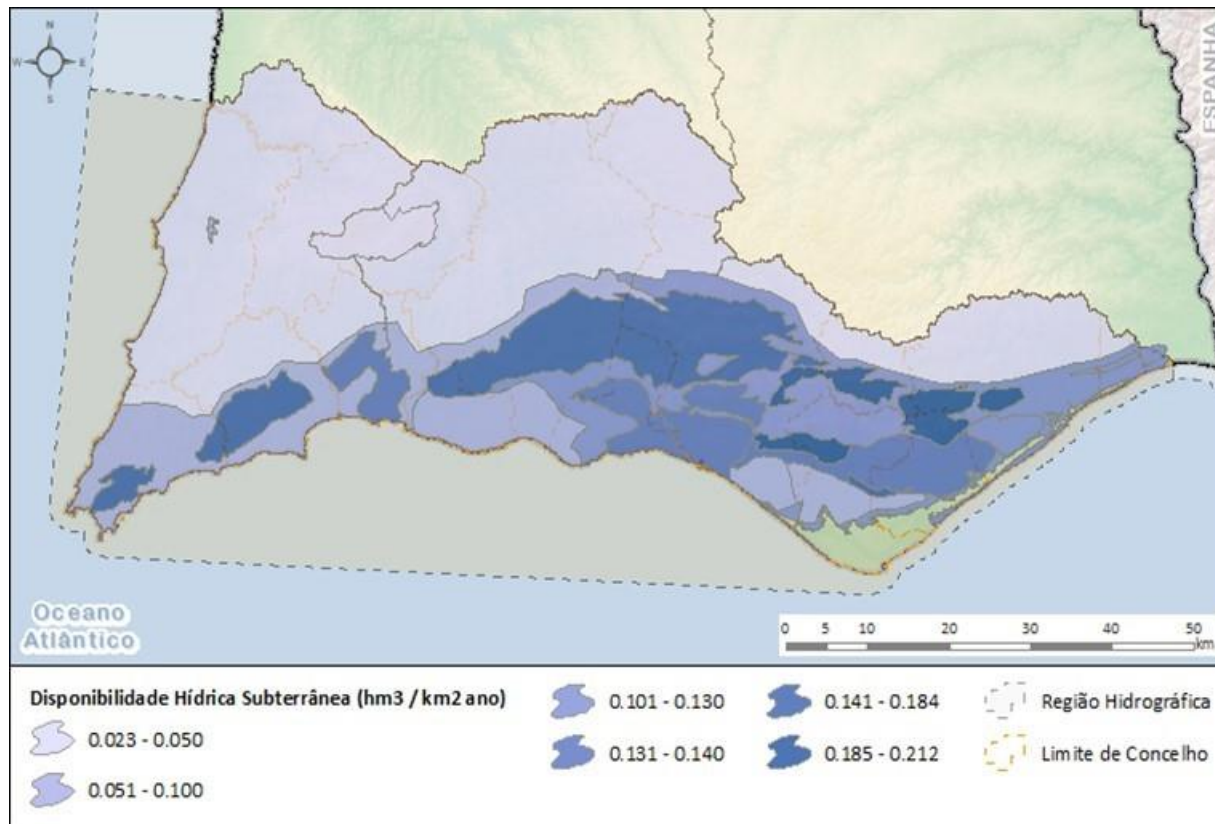 N
W E
S
ESPANHA
Oceano
Atlântico
0 5 10 20 30 40 50
km
Disponibilidade Hídrica Subterrânea (hm3 / km2 ano)
0.023 - 0.050
0.051 - 0.100
0.101 - 0.130
0.131 - 0.140
0.141 - 0.184
0.185 - 0.212
Região Hidrográfica
Limite de Concelho